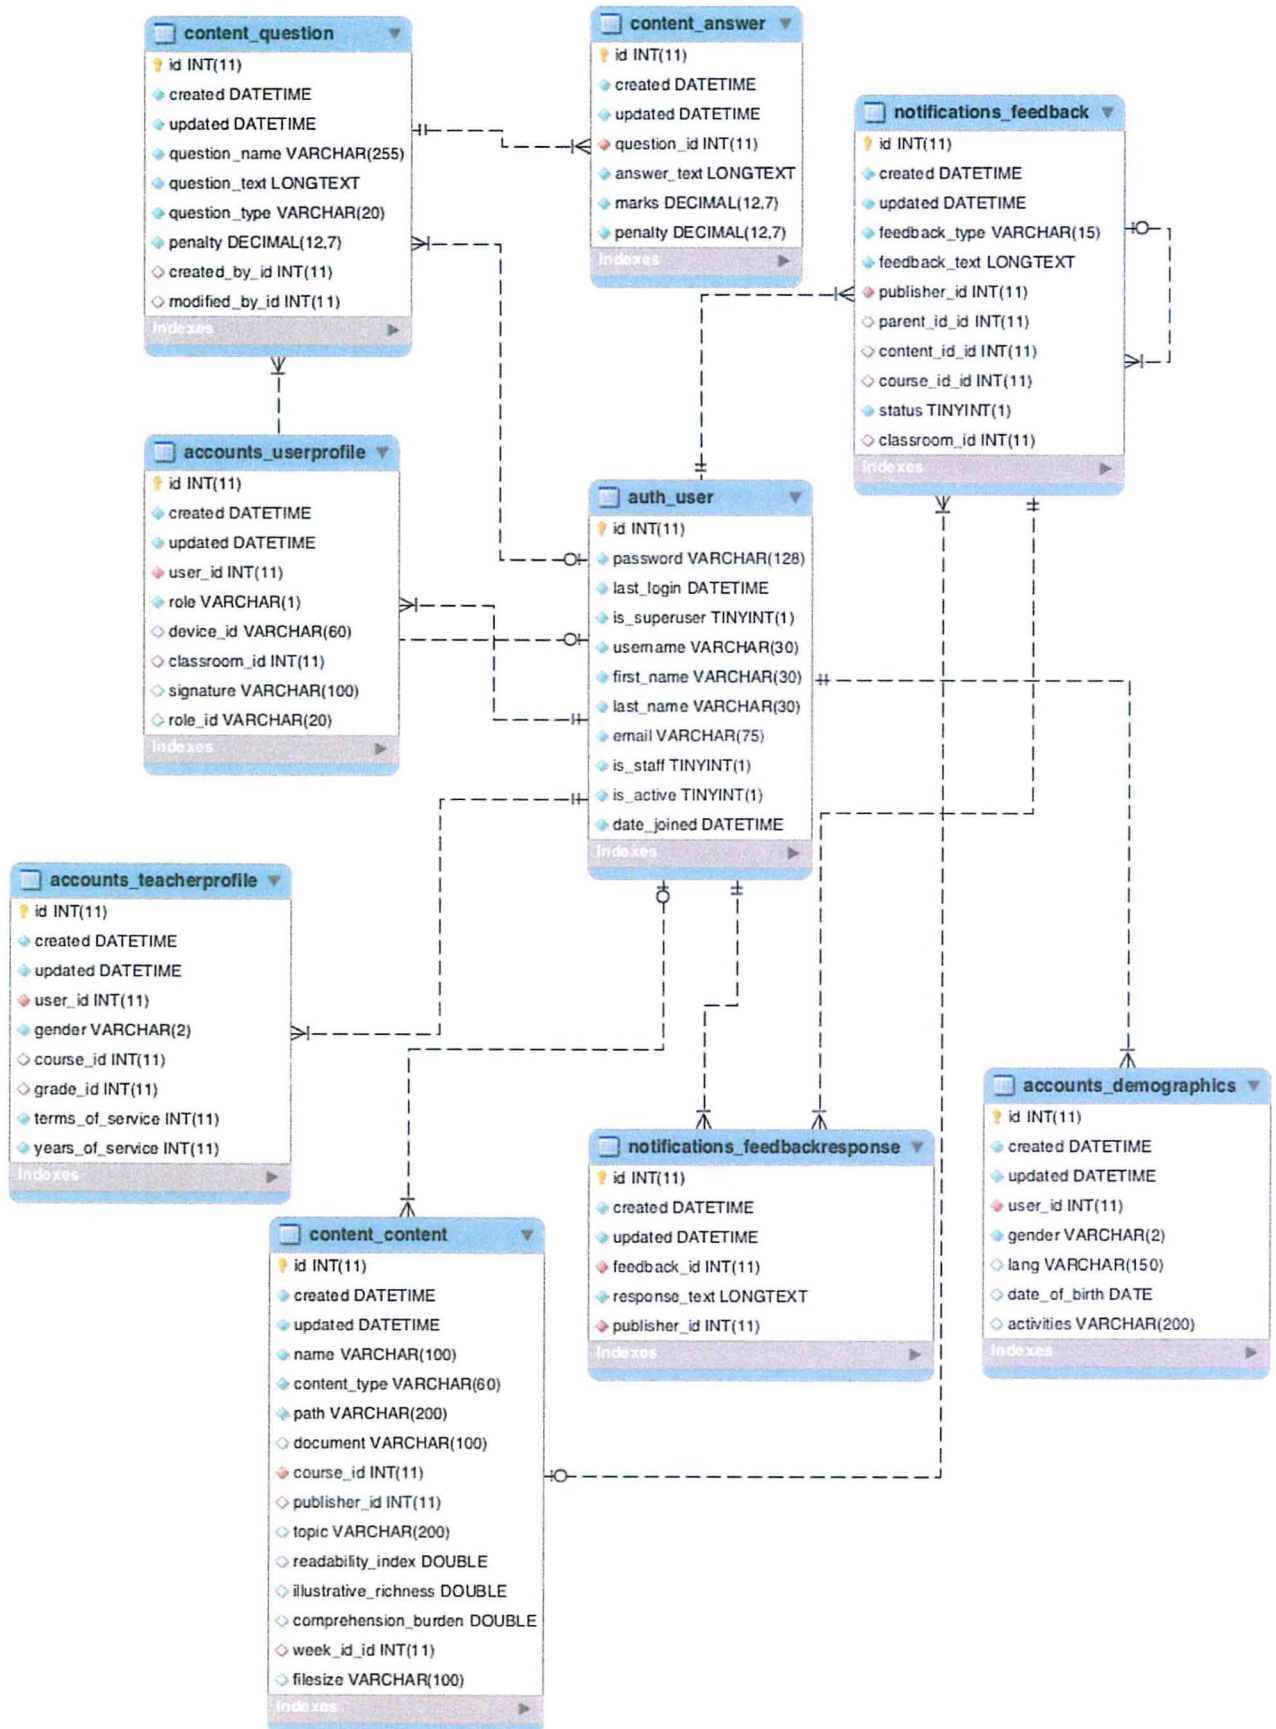 content_question
id INT(11)
created DATETIME
updated DATETIME
question_name VARCHAR(255)
question_text LONGTEXT
question_type VARCHAR(20)
penalty DECIMAL(12,7)
created_by_id INT(11)
modified_by_id INT(11)
Indexes
content_answer
id INT(11)
created DATETIME
updated DATETIME
question_id INT(11)
answer_text LONGTEXT
marks DECIMAL(12,7)
penalty DECIMAL(12,7)
Indexes
notifications_feedback
id INT(11)
created DATETIME
updated DATETIME
feedback_type VARCHAR(15)
feedback_text LONGTEXT
publisher_id INT(11)
parent_id_id INT(11)
content_id_id INT(11)
course_id_id INT(11)
status TINYINT(1)
classroom_id INT(11)
Indexes
accounts_userprofile
id INT(11)
created DATETIME
updated DATETIME
user_id INT(11)
role VARCHAR(1)
device_id VARCHAR(60)
classroom_id INT(11)
signature VARCHAR(100)
role_id VARCHAR(20)
Indexes
auth_user
id INT(11)
password VARCHAR(128)
last_login DATETIME
is_superuser TINYINT(1)
username VARCHAR(30)
first_name VARCHAR(30)
last_name VARCHAR(30)
email VARCHAR(75)
is_staff TINYINT(1)
is_active TINYINT(1)
date_joined DATETIME
Indexes
accounts_teacherprofile
id INT(11)
created DATETIME
updated DATETIME
user_id INT(11)
gender VARCHAR(2)
course_id INT(11)
grade_id INT(11)
terms_of_service INT(11)
years_of_service INT(11)
Indexes
notifications_feedbackresponse
id INT(11)
created DATETIME
updated DATETIME
feedback_id INT(11)
response_text LONGTEXT
publisher_id INT(11)
Indexes
accounts_demographics
id INT(11)
created DATETIME
updated DATETIME
user_id INT(11)
gender VARCHAR(2)
lang VARCHAR(150)
date_of_birth DATE
activities VARCHAR(200)
Indexes
content_content
id INT(11)
created DATETIME
updated DATETIME
name VARCHAR(100)
content_type VARCHAR(60)
path VARCHAR(200)
document VARCHAR(100)
course_id INT(11)
publisher_id INT(11)
topic VARCHAR(200)
readability_index DOUBLE
illustrative_richness DOUBLE
comprehension_burden DOUBLE
week_id_id INT(11)
filesize VARCHAR(100)
Indexes